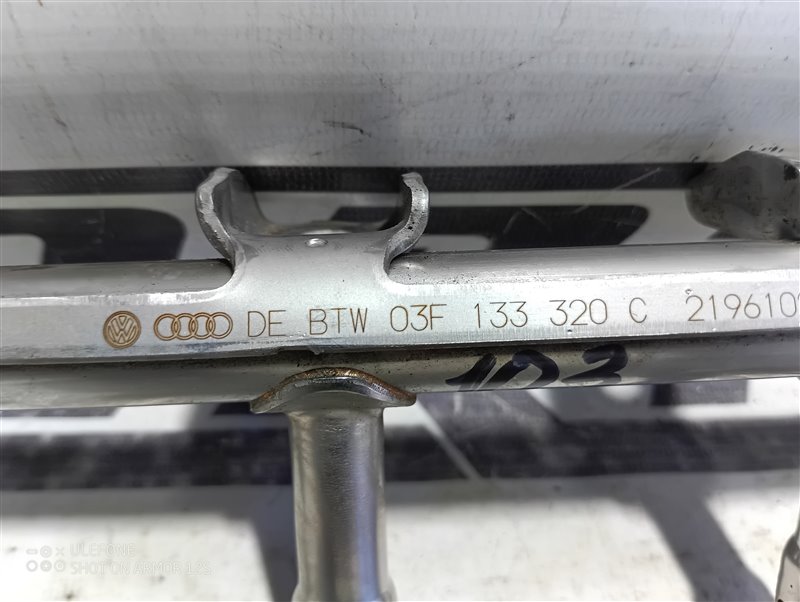 DE BTW 03F 133 320 C 219610
103
ULEFONE
SHOT ON ARMOR 12S